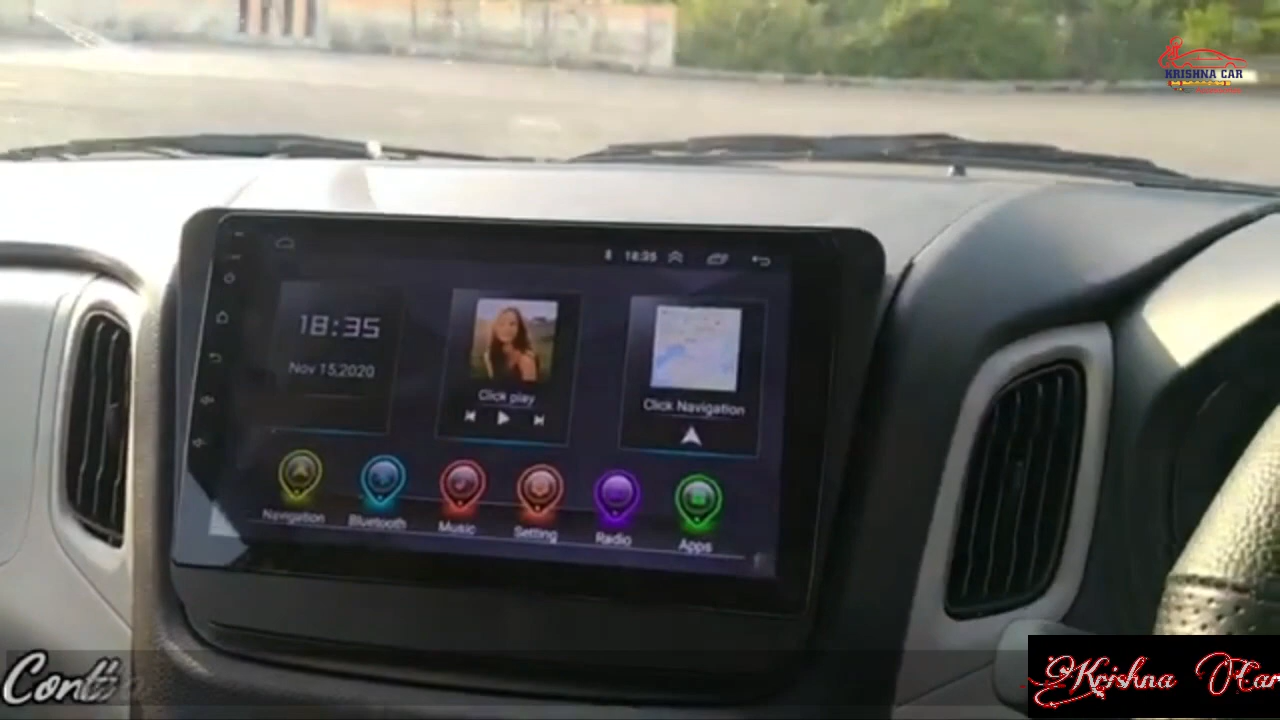 KRISHNA CAR
18:35
18:35
Nov 15,2020
Click play
Click Navigation
Navigation
Bluetooth
Music
Setting
Radio
Apps
Krishna Car